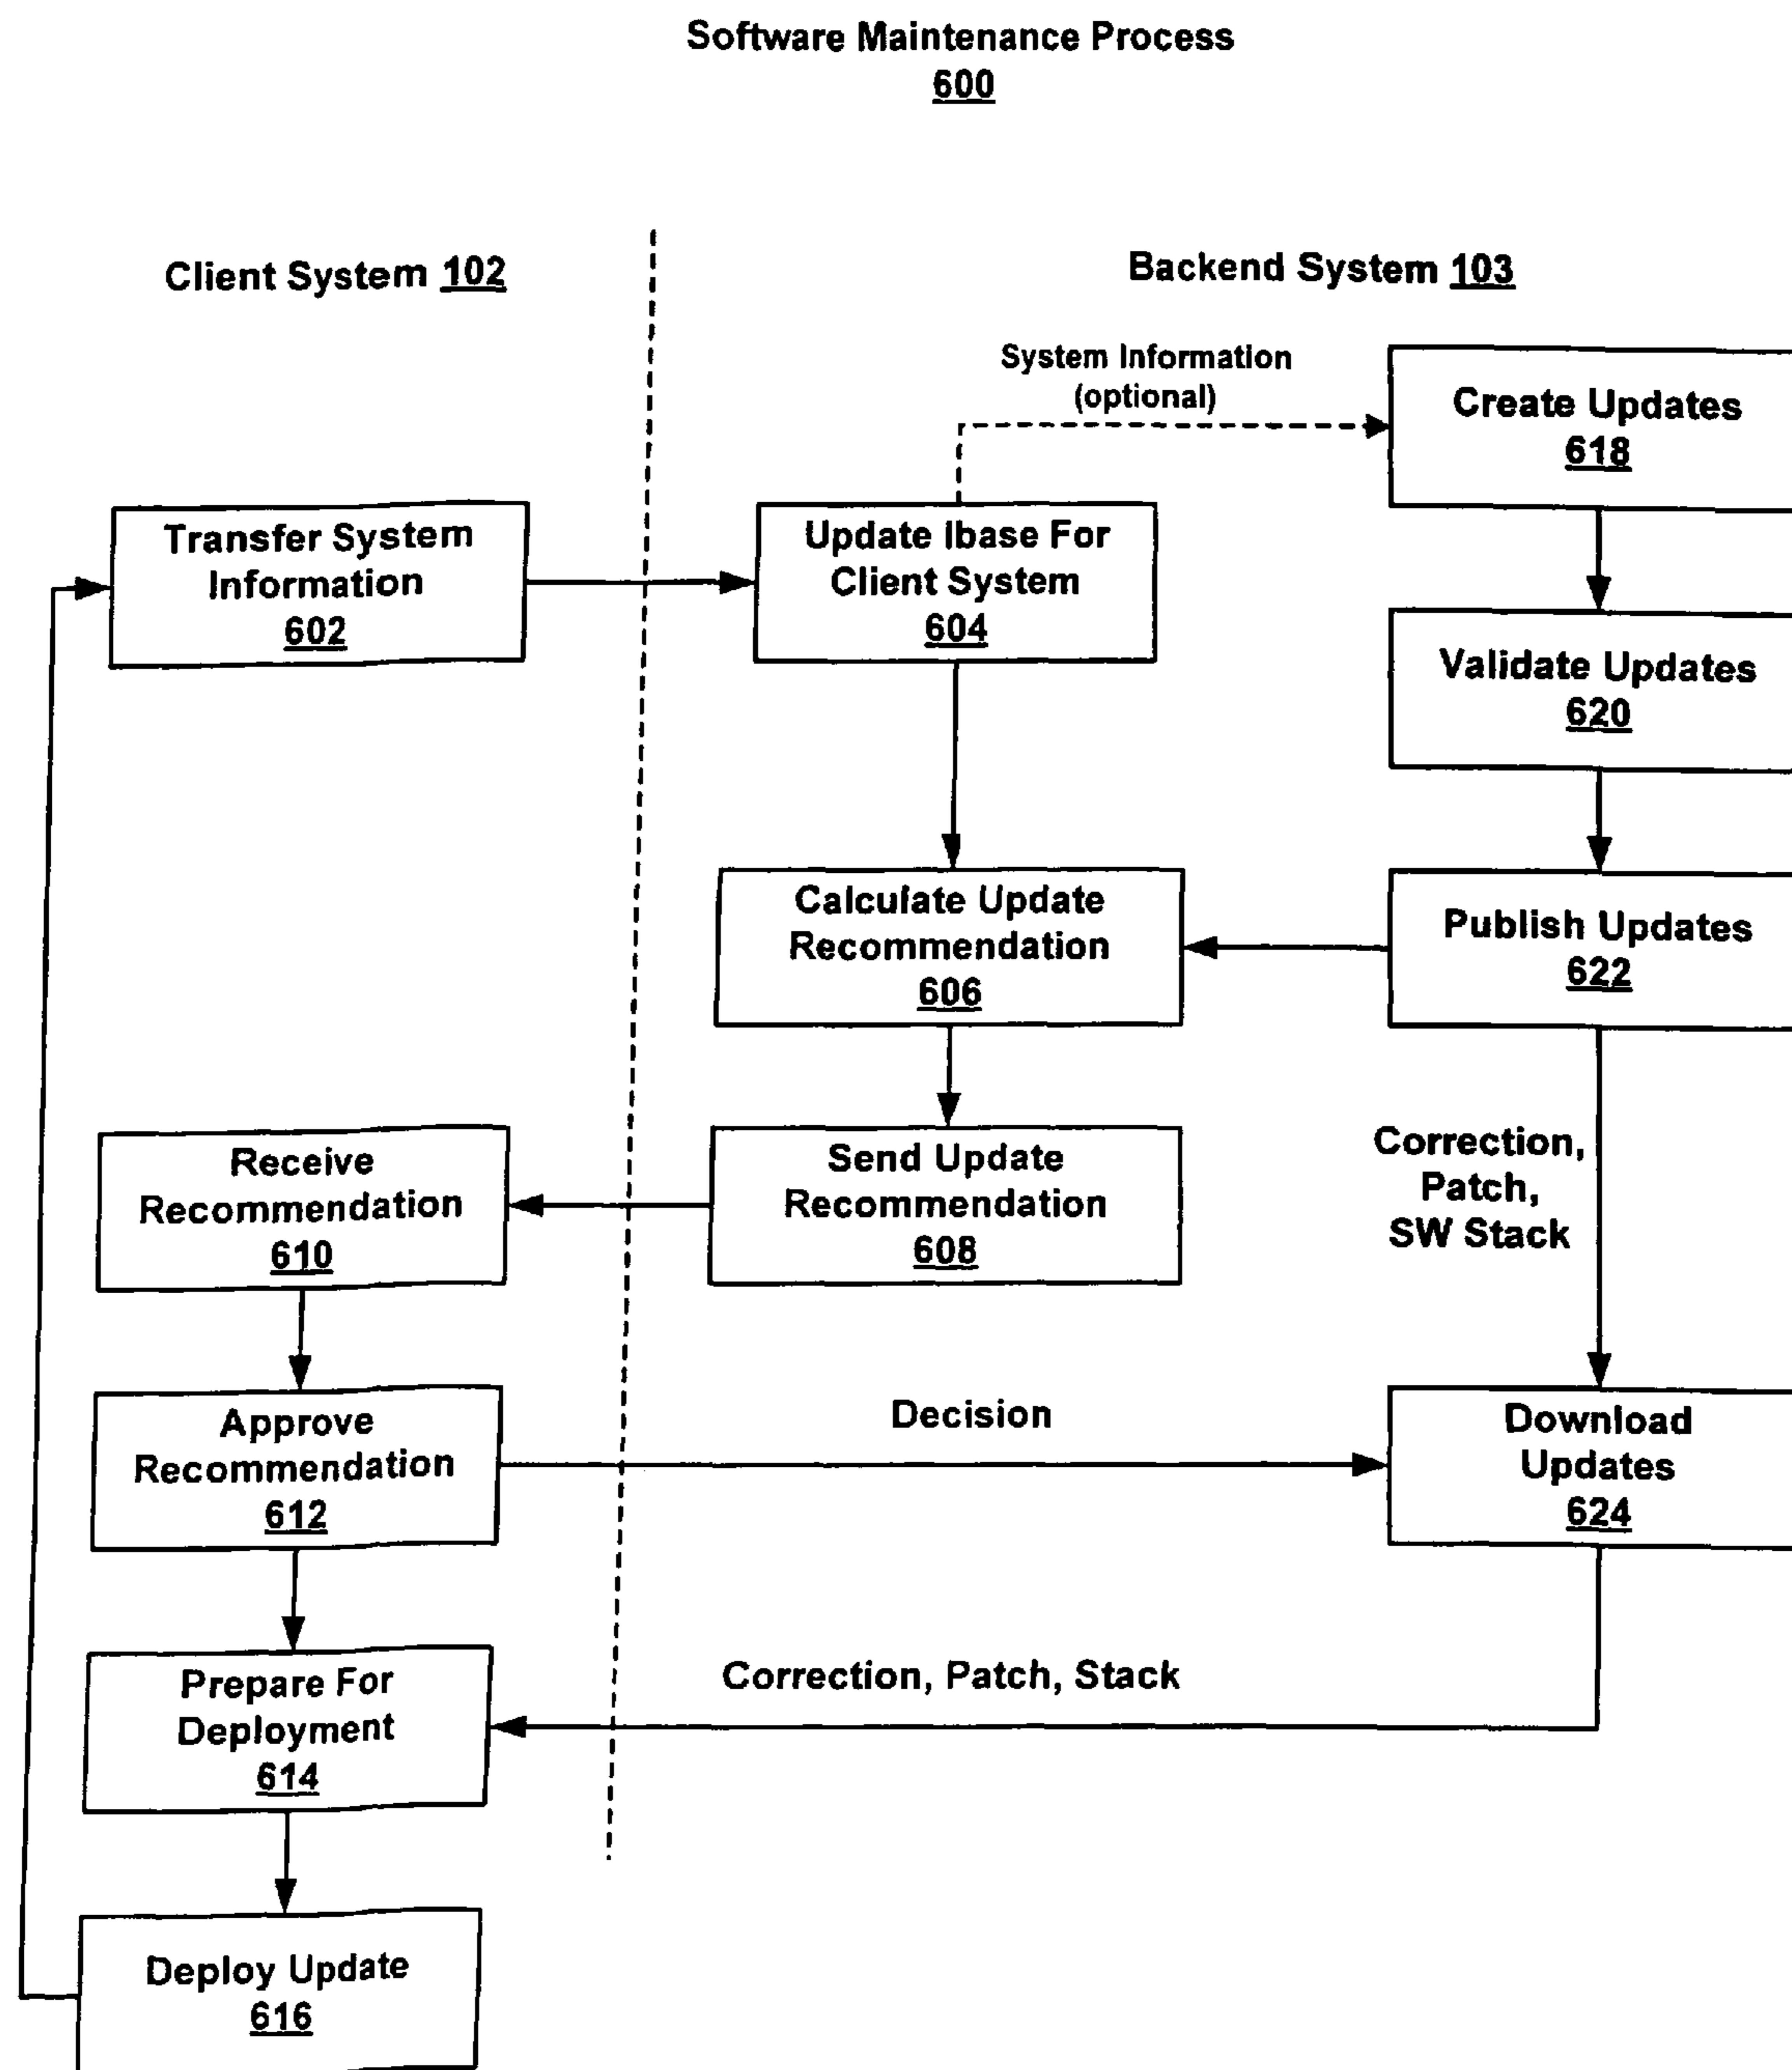 Software Maintenance Process
600
Client System 102
Backend System 103
System Information
(optional)
Create Updates
618
Transfer System
Information
602
Update Ibase For
Client System
604
Validate Updates
620
Calculate Update
Recommendation
606
Publish Updates
622
Receive
Recommendation
610
Send Update
Recommendation
608
Correction,
Patch,
SW Stack
Approve
Recommendation
612
Decision
Download
Updates
624
Prepare For
Deployment
614
Correction, Patch, Stack
Deploy Update
616